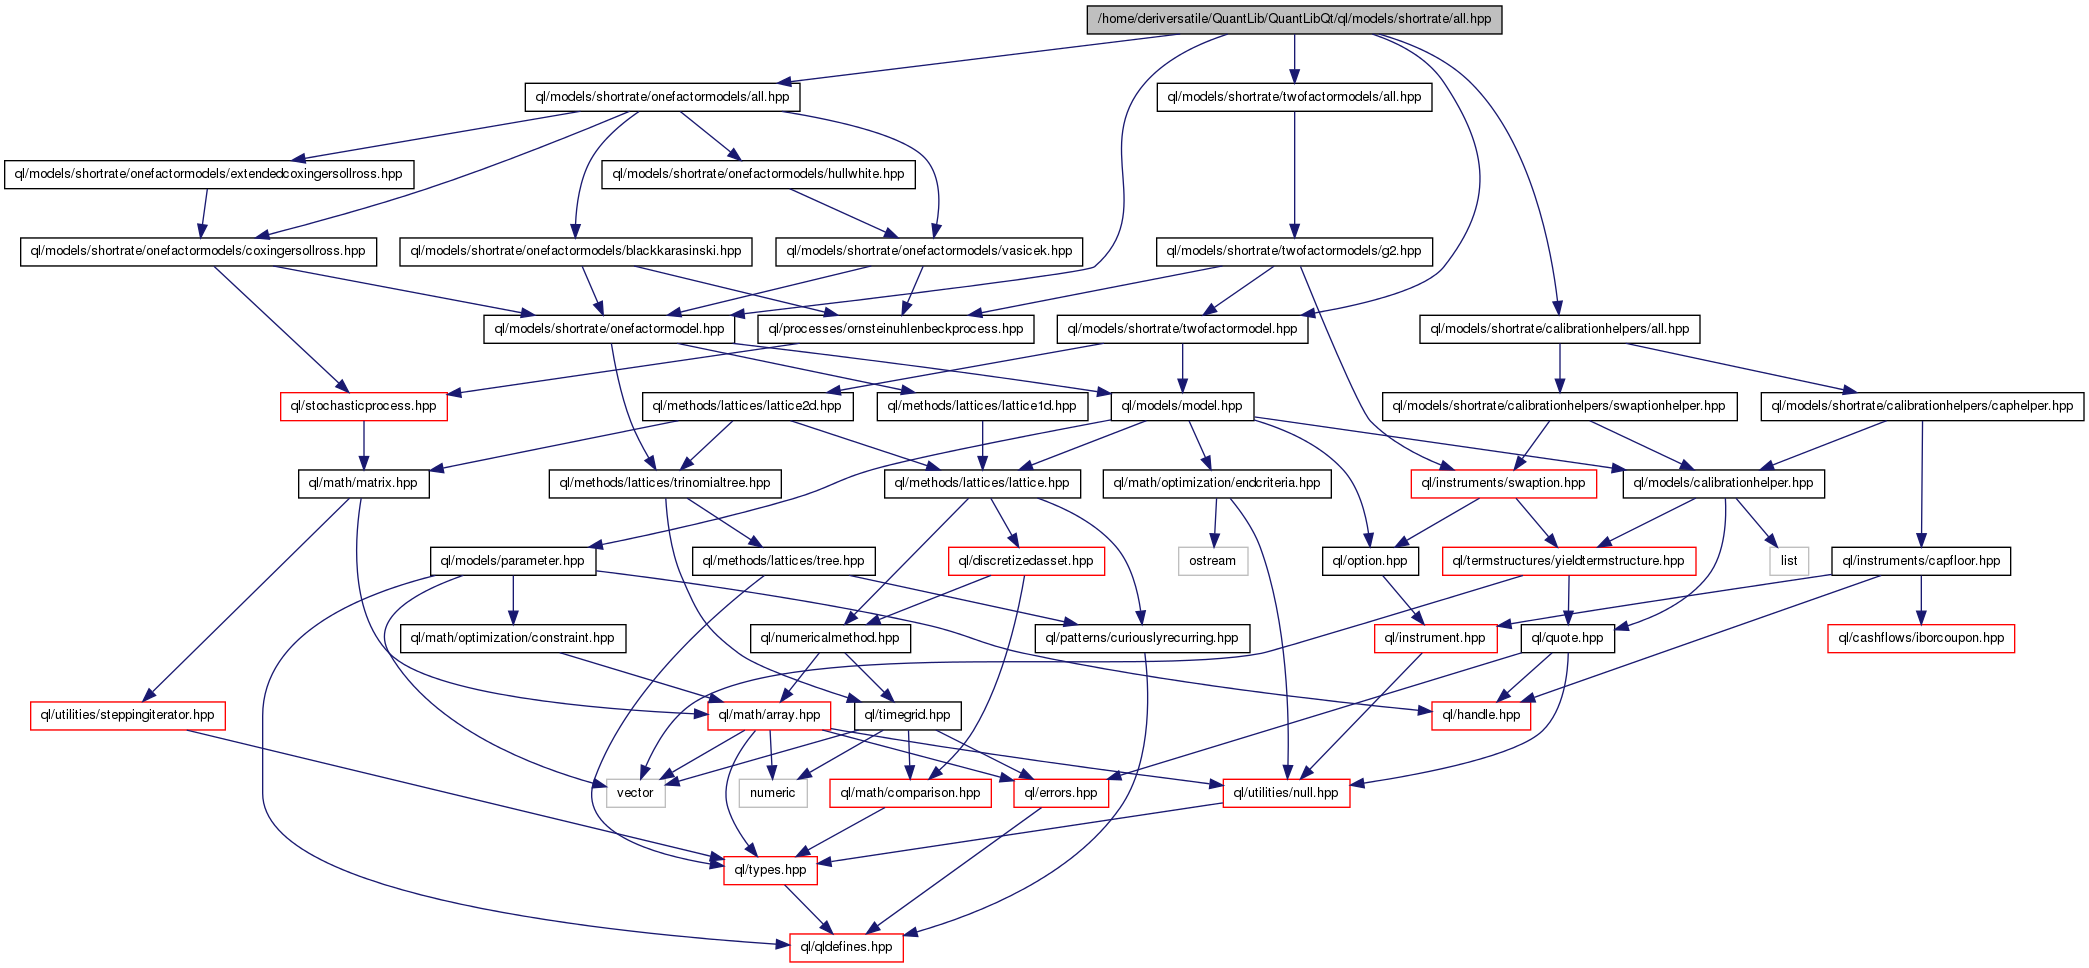 /home/deriversatile/QuantLib/QuantLibQt/ql/models/shortrate/all.hpp
ql/models/shortrate/onefactormodels/all.hpp
ql/models/shortrate/twofactormodels/all.hpp
ql/models/shortrate/onefactormodels/extendedcoxingersollross.hpp
ql/models/shortrate/onefactormodels/hullwhite.hpp
ql/models/shortrate/onefactormodels/coxingersollross.hpp
ql/models/shortrate/onefactormodels/blackkarasinski.hpp
ql/models/shortrate/onefactormodels/vasicek.hpp
ql/models/shortrate/twofactormodels/g2.hpp
ql/models/shortrate/onefactormodel.hpp
ql/processes/ornsteinuhlenbeckprocess.hpp
ql/models/shortrate/twofactormodel.hpp
ql/models/shortrate/calibrationhelpers/all.hpp
ql/stochasticprocess.hpp
ql/methods/lattices/lattice2d.hpp
ql/methods/lattices/lattice1d.hpp
ql/models/model.hpp
ql/models/shortrate/calibrationhelpers/swaptionhelper.hpp
ql/models/shortrate/calibrationhelpers/caphelper.hpp
ql/math/matrix.hpp
ql/methods/lattices/trinomialtree.hpp
ql/methods/lattices/lattice.hpp
ql/math/optimization/endcriteria.hpp
ql/instruments/swaption.hpp
ql/models/calibrationhelper.hpp
ql/models/parameter.hpp
ql/methods/lattices/tree.hpp
ql/discretizedasset.hpp
ostream
ql/option.hpp
ql/termstructures/yieldtermstructure.hpp
list
ql/instruments/capfloor.hpp
ql/math/optimization/constraint.hpp
ql/numericalmethod.hpp
ql/patterns/curiouslyrecurring.hpp
ql/instrument.hpp
ql/quote.hpp
ql/cashflows/iborcoupon.hpp
ql/utilities/steppingiterator.hpp
ql/math/array.hpp
ql/timegrid.hpp
ql/handle.hpp
vector
numeric
ql/math/comparison.hpp
ql/errors.hpp
ql/utilities/null.hpp
ql/types.hpp
ql/qldefines.hpp